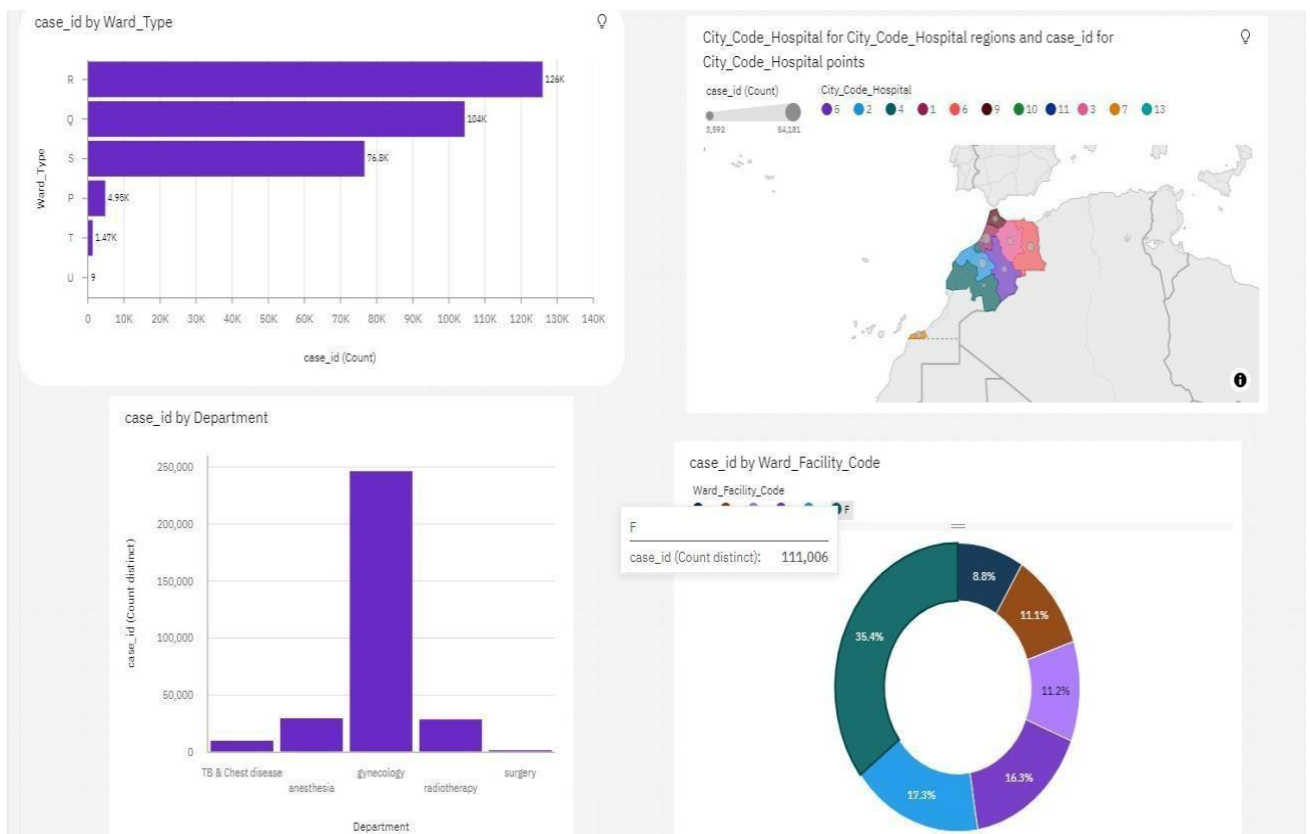 case_id by Ward_Type
R
126K
Q
104K
S
76.8K
P
4.95K
T
1.47K
U
9
Ward_Type
0 10K 20K 30K 40K 50K 60K 70K 80K 90K 100K 110K 120K 130K 140K
case_id (Count)
City_Code_Hospital for City_Code_Hospital regions and case_id for
City_Code_Hospital points
case_id (Count)
City_Code_Hospital
5 2 4 1 6 9 10 11 3 7 13
case_id by Department
250,000
200,000
150,000
100,000
50,000
0
case_id (Count distinct)
TB & Chest disease
anesthesia
gynecology
radiotherapy
surgery
Department
case_id by Ward_Facility_Code
Ward_Facility_Code
F
F
case_id (Count distinct): 111,006
8.8%
11.1%
11.2%
16.3%
17.3%
35.4%